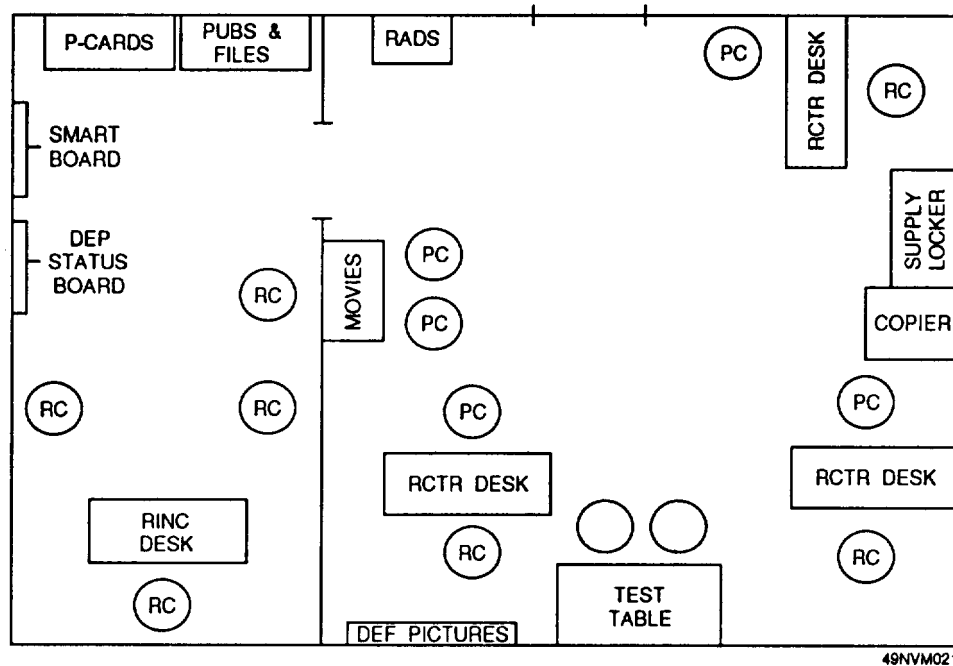 P-CARDS
PUBS &
FILES
RADS
PC
RCTR DESK
RC
SMART
BOARD
SUPPLY
LOCKER
DEP
STATUS
BOARD
RC
MOVIES
PC
PC
COPIER
RC
RC
PC
PC
RCTR DESK
RCTR DESK
RINC
DESK
RC
RC
RC
TEST
TABLE
DEF PICTURES
49NVM021